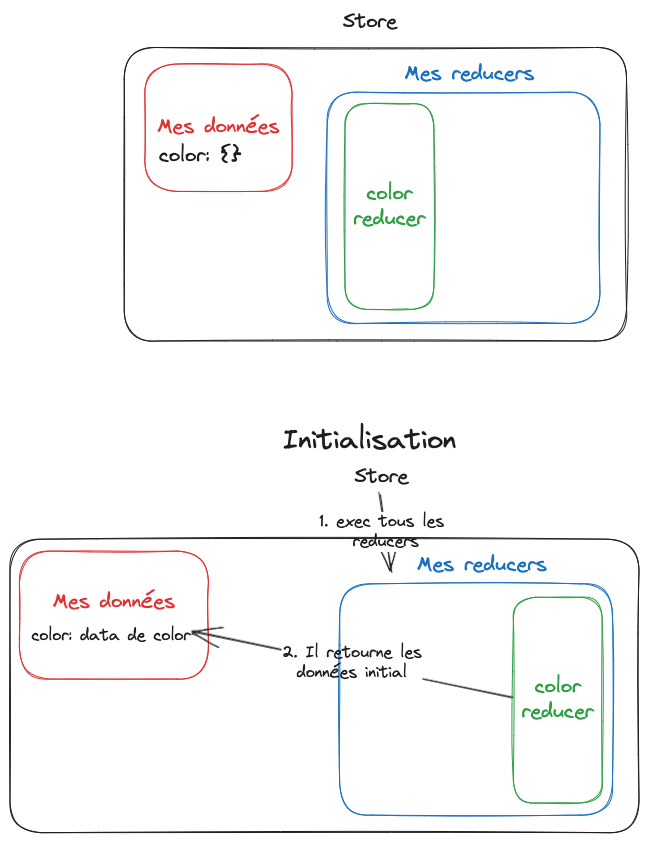 Store
Mes reducers
Mes données
color: {}
color
reducer
Initialisation
Store
1. exec tous les
reducers
Mes reducers
Mes données
color: data de color
2. Il retourne les
données initial
color
reducer